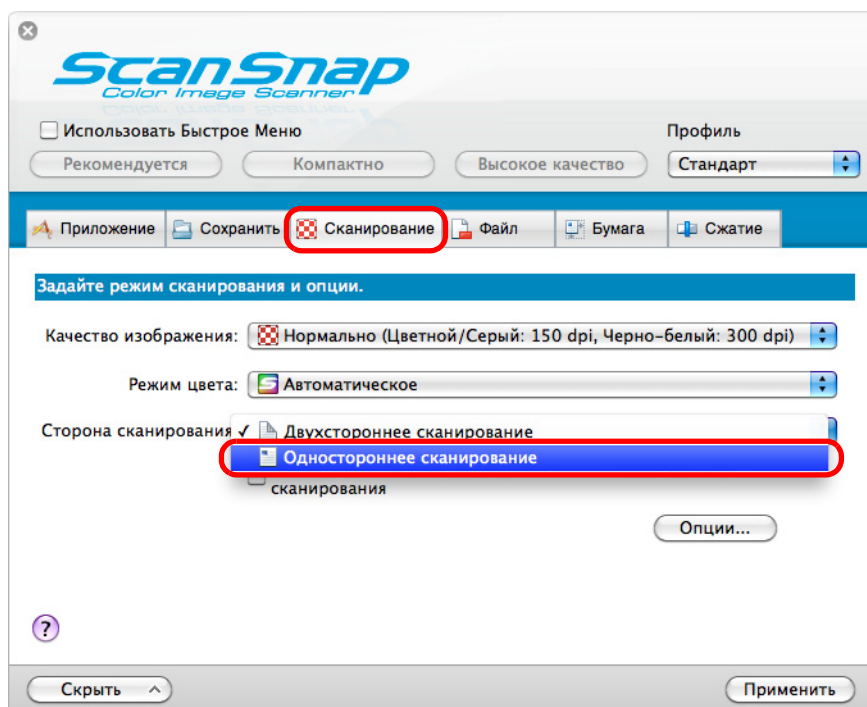 ScanSnap
Color Image Scanner
Использовать Быстрое Меню
Профиль
Рекомендуется Компактно Высокое качество Стандарт
Приложение Сохранить Сканирование Файл Бумага Сжатие
Задайте режим сканирования и опции.
Качество изображения: Нормально (Цветной/Серый: 150 dpi, Черно-белый: 300 dpi)
Режим цвета: Автоматическое
Сторона сканирования ✓ Двухстороннее сканирование
Одностороннее сканирование
сканирования
Опции...
?
Скрыть Применить